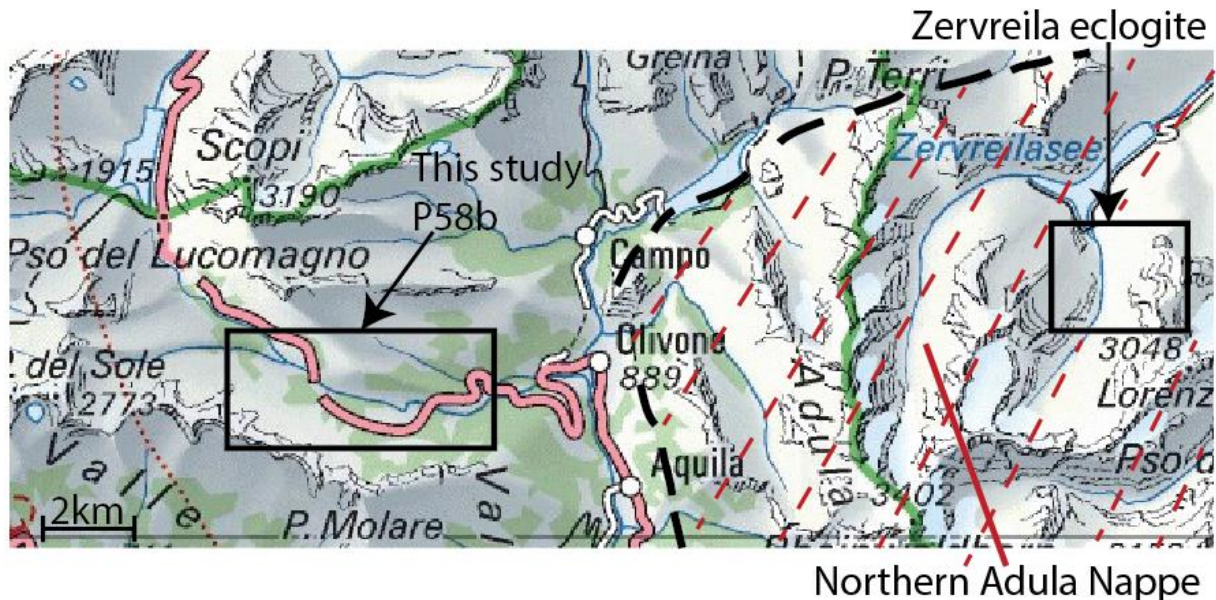 Zervreila eclogite
Greina
P. Terri
Scopi
1915
3190
This study
P58b
Zervreilasee
S
Pso del Lucomagno
Campo
Olivone
889
3048
Lorenz
. del Sole
2773
Adula
Pso d
Valle
Val
Aquila
3402
2km
P. Molare
Northern Adula Nappe